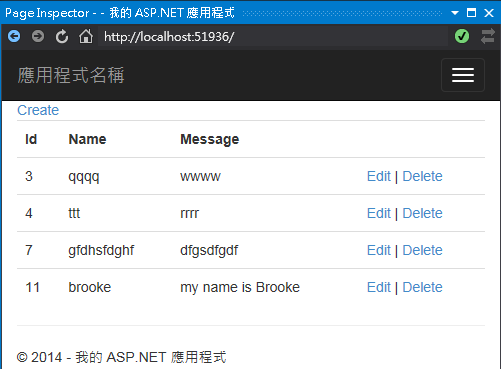 Page Inspector - - 我的 ASP.NET 應用程式
http://localhost:51936/
應用程式名稱
Create
Id Name Message
3 qqqq wwww Edit | Delete
4 ttt rrrr Edit | Delete
7 gfdhsfdghf dfgsdfgdf Edit | Delete
11 brooke my name is Brooke Edit | Delete
© 2014 - 我的 ASP.NET 應用程式